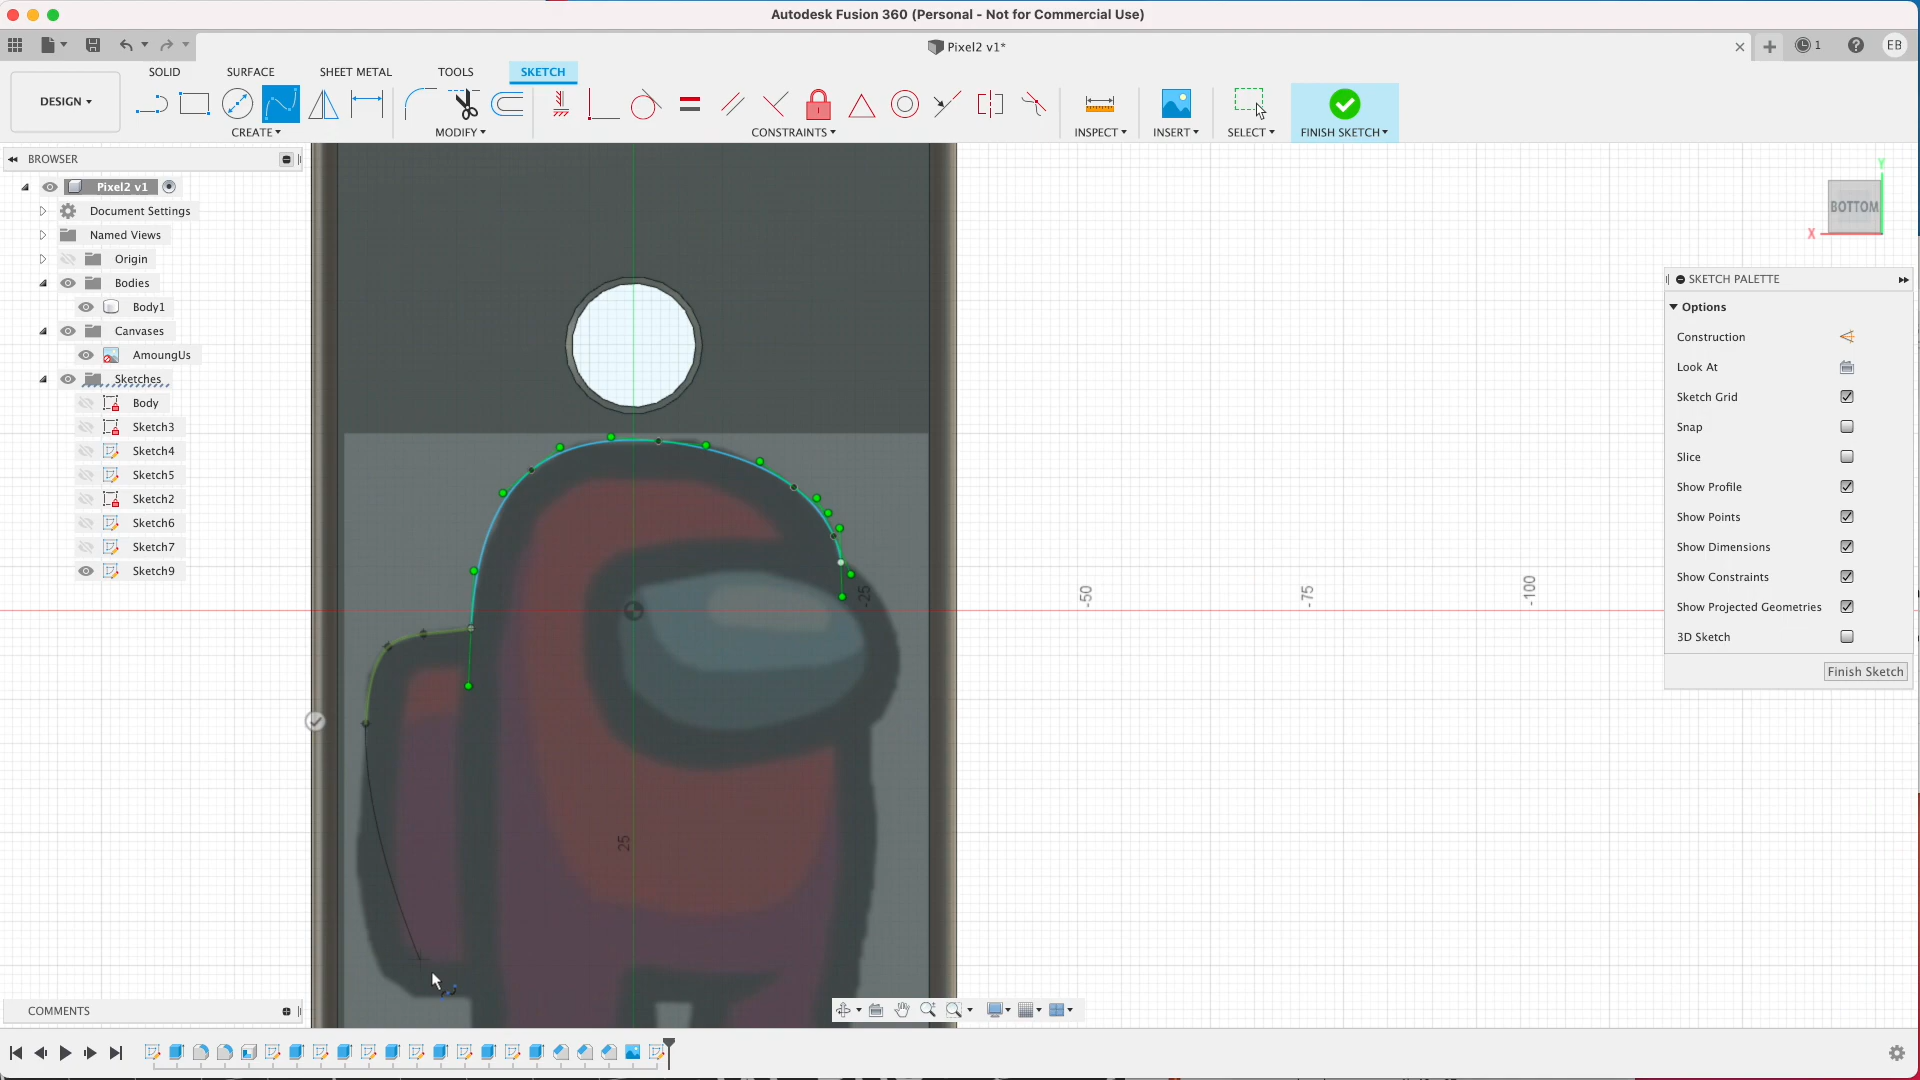 Autodesk Fusion 360 (Personal - Not for Commercial Use)
Pixel2 v1*
1
EB
SOLID
SURFACE
SHEET METAL
TOOLS
SKETCH
DESIGN
CREATE
MODIFY
CONSTRAINTS
INSPECT
INSERT
SELECT
FINISH SKETCH
BROWSER
Pixel2 v1
Document Settings
Named Views
Origin
Bodies
Body1
Canvases
AmoungUs
Sketches
Body
Sketch3
Sketch4
Sketch5
Sketch2
Sketch6
Sketch7
Sketch9
Y
BOTTOM
X
SKETCH PALETTE
Options
Construction
Look At
Sketch Grid
Snap
Slice
Show Profile
Show Points
Show Dimensions
Show Constraints
Show Projected Geometries
3D Sketch
Finish Sketch
-25
-50
-75
-100
25
COMMENTS